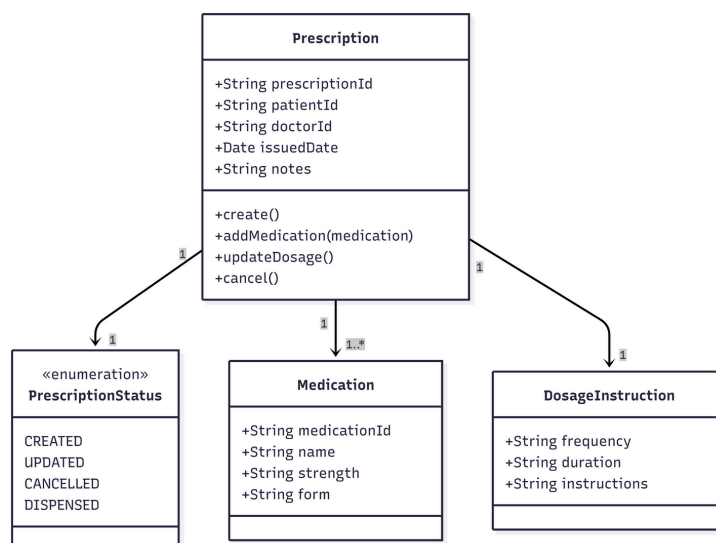 Prescription
+String prescriptionId
+String patientId
+String doctorId
+Date issuedDate
+String notes
+create()
+addMedication(medication)
+updateDosage()
+cancel()
1
1
1
1
1..*
1
«enumeration»
PrescriptionStatus
CREATED
UPDATED
CANCELLED
DISPENSED
Medication
+String medicationId
+String name
+String strength
+String form
DosageInstruction
+String frequency
+String duration
+String instructions